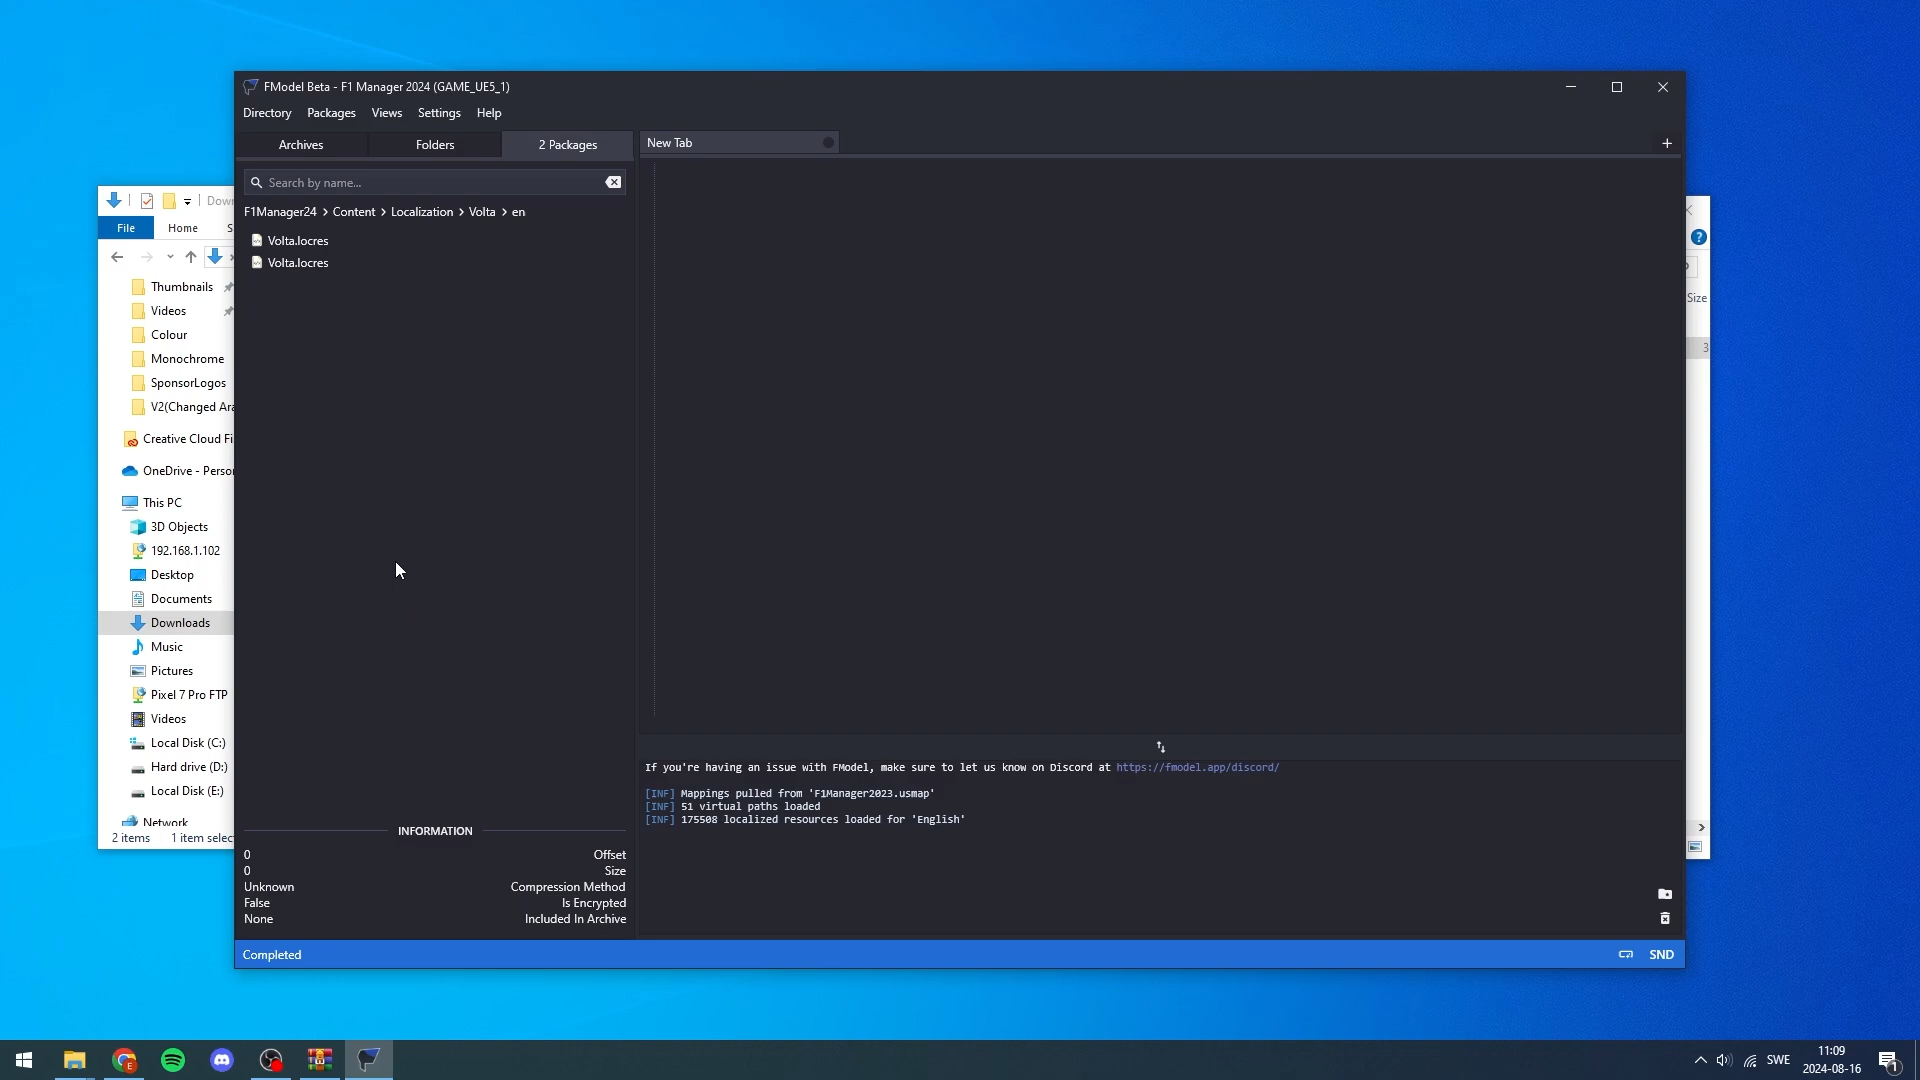 FModel Beta - F1 Manager 2024 (GAME_UE5_1)
Directory Packages Views Settings Help
Archives Folders 2 Packages
New Tab
Search by name...
F1Manager24 > Content > Localization > Volta > en
Volta.locres
Volta.locres
Down
File Home S
Thumbnails
Videos
Colour
Monochrome
SponsorLogos
V2(Changed Ara
Creative Cloud Fi
OneDrive - Person
This PC
3D Objects
192.168.1.102
Desktop
Documents
Downloads
Music
Pictures
Pixel 7 Pro FTP
Videos
Local Disk (C:)
Hard drive (D:)
Local Disk (E:)
Network
2 items 1 item selec
Size
3
If you're having an issue with FModel, make sure to let us know on Discord at https://fmodel.app/discord/
[INF] Mappings pulled from 'F1Manager2023.usmap'
[INF] 51 virtual paths loaded
[INF] 175508 localized resources loaded for 'English'
INFORMATION
0 Offset
0 Size
Unknown Compression Method
False Is Encrypted
None Included In Archive
Completed
SND
SWE
11:09
2024-08-16
1